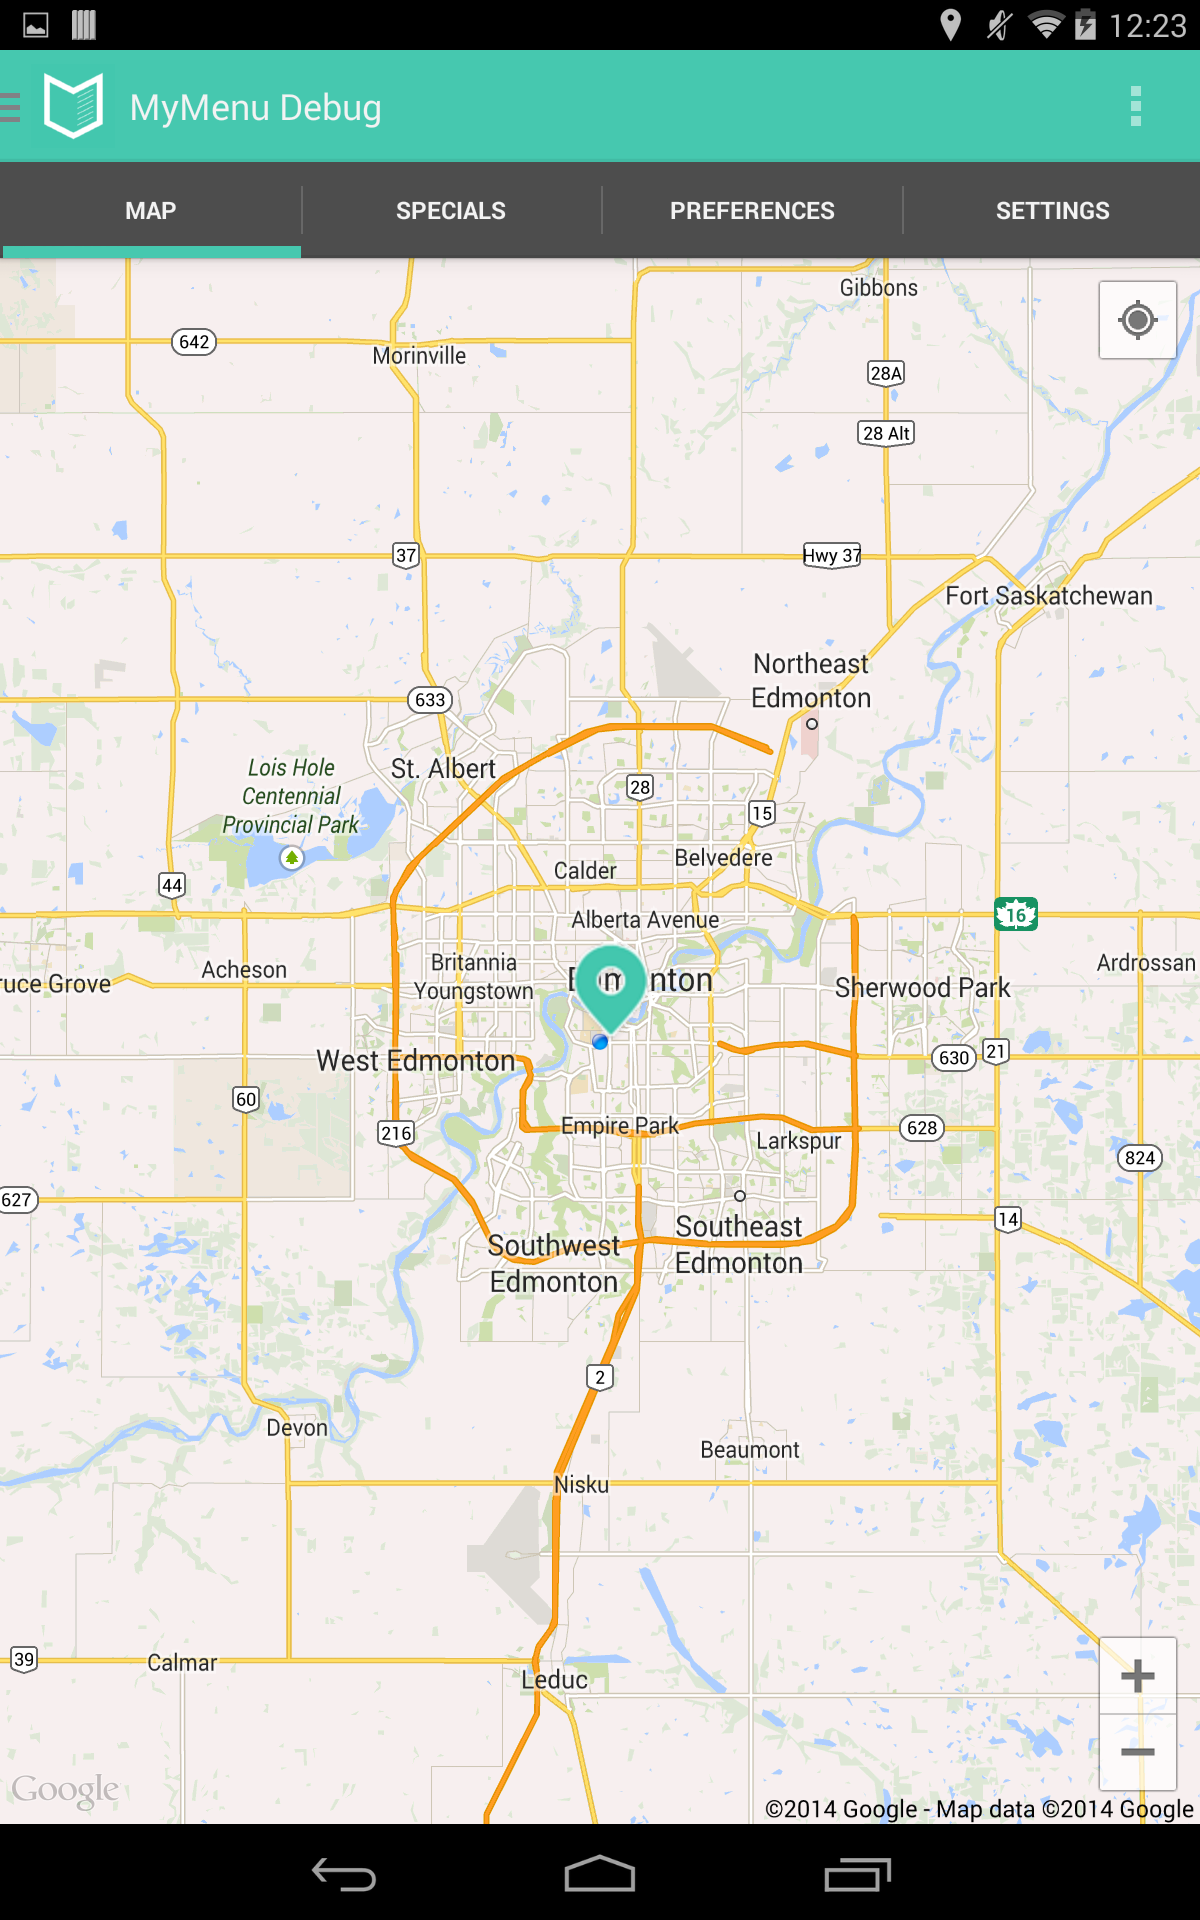 12:23
MyMenu Debug
MAP
SPECIALS
PREFERENCES
SETTINGS
Gibbons
642
Morinville
28A
28 Alt
37
Hwy 37
Fort Saskatchewan
Northeast
Edmonton
633
St. Albert
Lois Hole
Centennial
Provincial Park
28
15
Belvedere
Calder
44
Alberta Avenue
16
Britannia
Youngstown
Acheson
ruce Grove
Edm nton
Sherwood Park
Ardrossan
West Edmonton
630
21
60
Empire Park
216
Larkspur
628
824
627
14
Southeast
Edmonton
Southwest
Edmonton
2
Devon
Beaumont
Nisku
39
Calmar
Leduc
Google
©2014 Google - Map data ©2014 Google